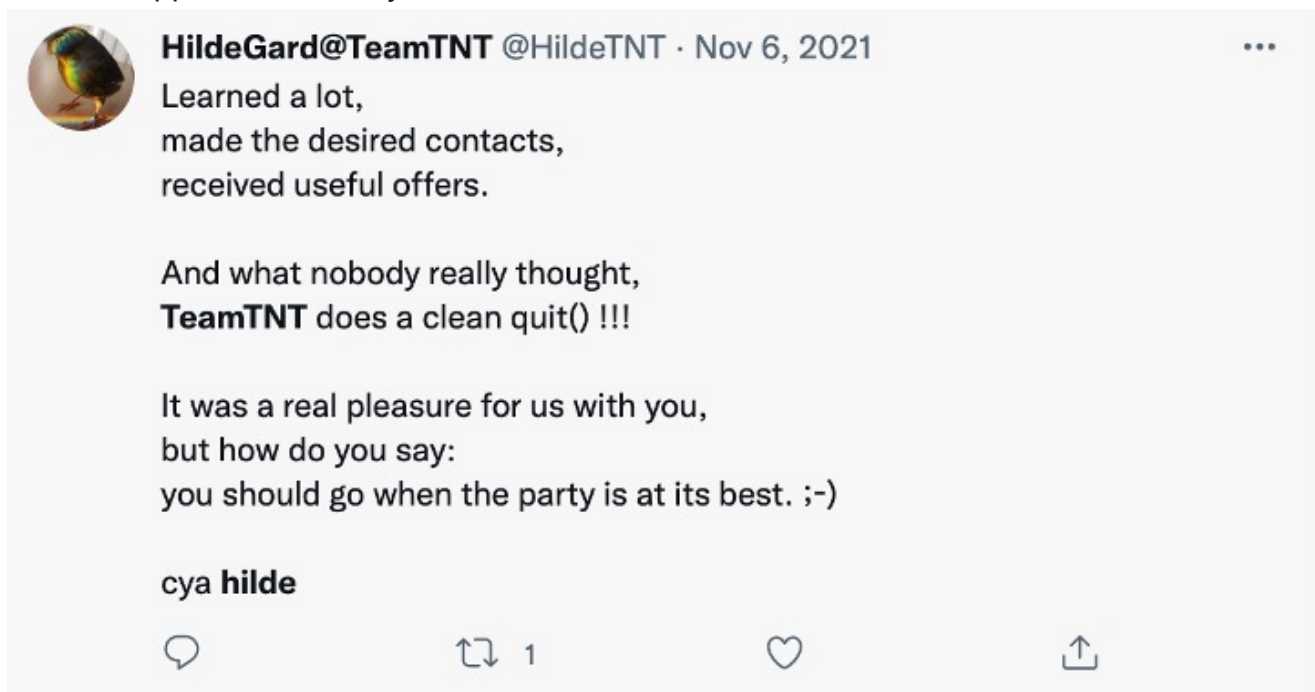 HildeGard@TeamTNT @HildeTNT · Nov 6, 2021
Learned a lot,
made the desired contacts,
received useful offers.
And what nobody really thought,
TeamTNT does a clean quit() !!!
It was a real pleasure for us with you,
but how do you say:
you should go when the party is at its best. ;-)
cya hilde
1